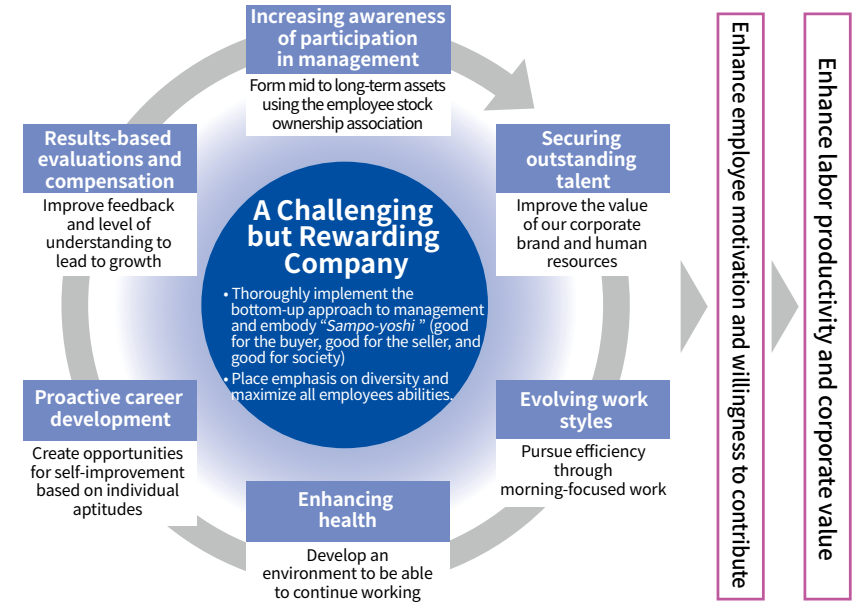 Increasing awareness
of participation
in management
Form mid to long-term assets
using the employee stock
ownership association
Securing
outstanding
talent
Improve the value
of our corporate
brand and human
resources
Evolving work
styles
Pursue efficiency
through
morning-focused work
Enhancing
health
Develop an
environment to be able
to continue working
Proactive career
development
Create opportunities
for self-improvement
based on individual
aptitudes
Results-based
evaluations and
compensation
Improve feedback
and level of
understanding to
lead to growth
A Challenging
but Rewarding
Company
• Thoroughly implement the
bottom-up approach to management
and embody “Sampo-yoshi ” (good
for the buyer, good for the seller, and
good for society)
• Place emphasis on diversity and
maximize all employees abilities.
Enhance employee motivation and willingness to contribute
Enhance labor productivity and corporate value